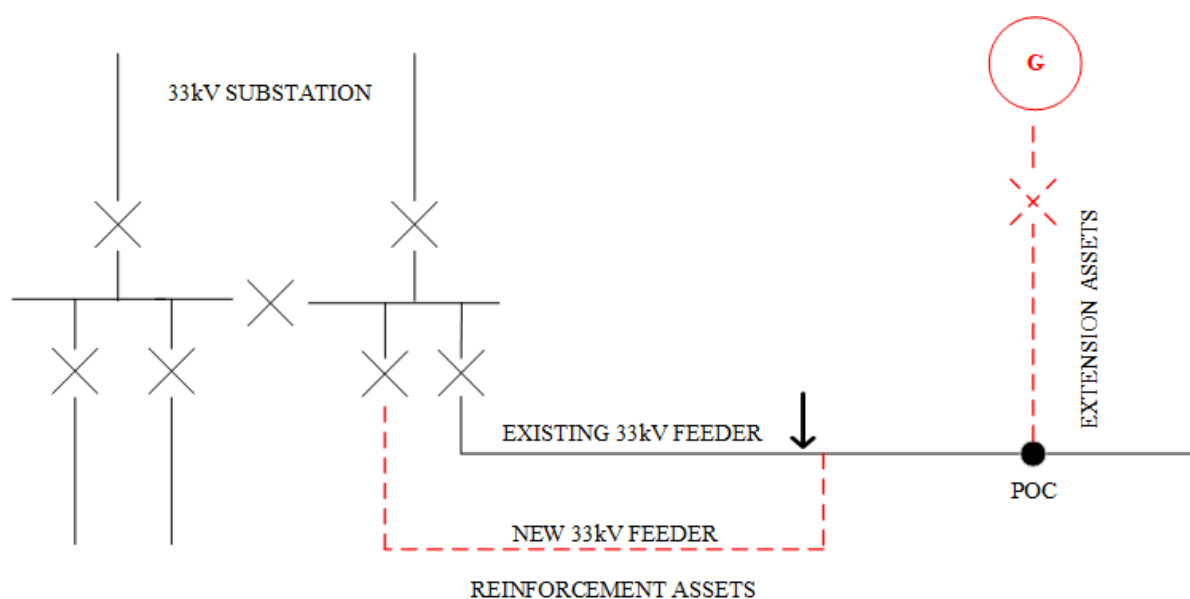 33kV SUBSTATION
G
EXTENSION ASSETS
EXISTING 33kV FEEDER
POC
NEW 33kV FEEDER
REINFORCEMENT ASSETS